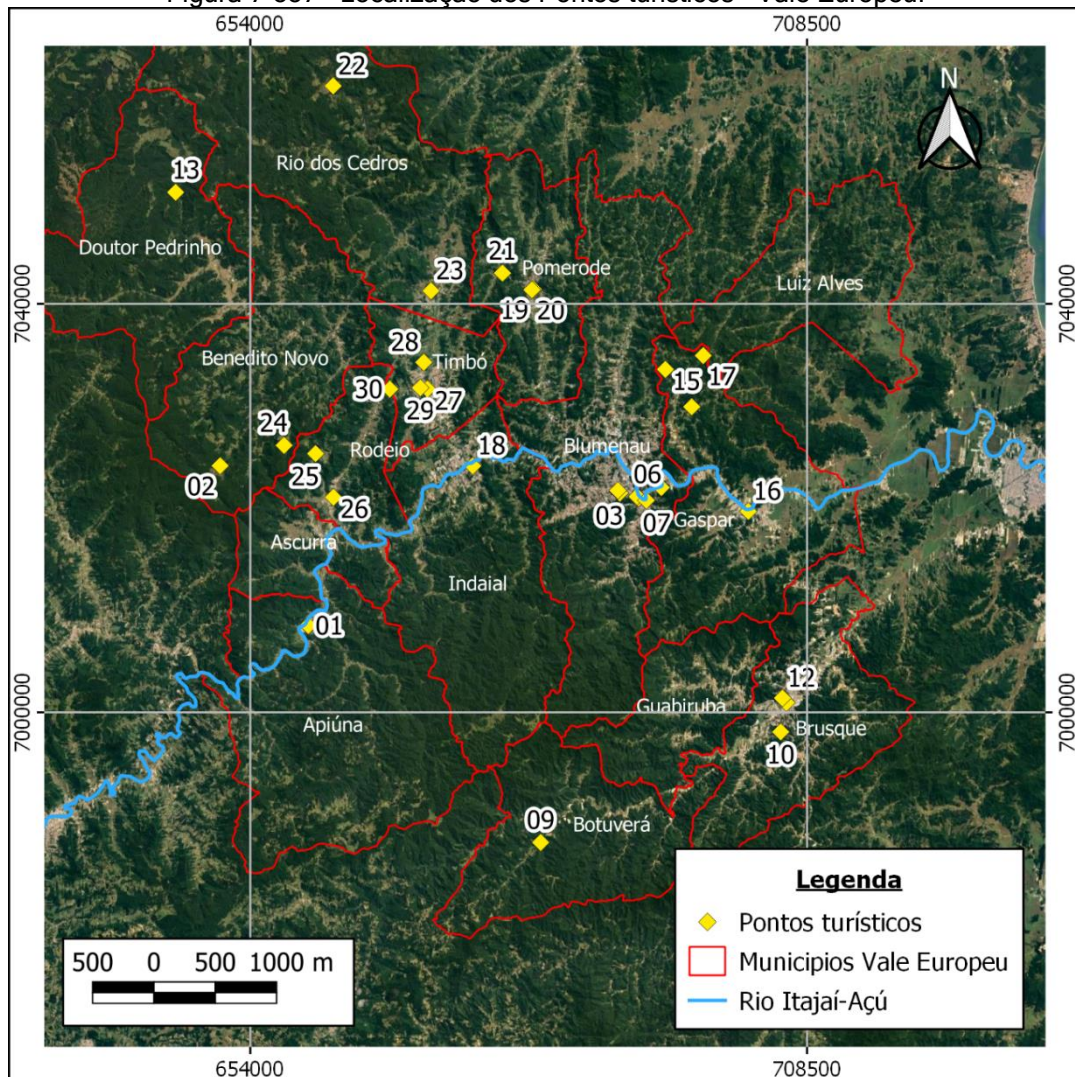 654000
708500
22
N
13
Rio dos Cedros
Doutor Pedrinho
21
Pomerode
23
Luiz Alves
7040000
19
20
7040000
28
Benedito Novo
Timbó
30
15
17
29
27
24
Rodeio
18
Blumenau
25
02
06
26
03
07
Gaspar
16
Ascurra
Indaial
01
12
Guabiruba
7000000
Apiúna
Brusque
7000000
10
09
Botuverá
Legenda
Pontos turísticos
Municipios Vale Europeu
Rio Itajaí-Açú
500 0 500 1000 m
654000
708500